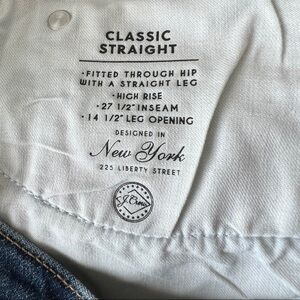 CLASSIC
STRAIGHT
·FITTED THROUGH HIP
WITH A STRAIGHT LEG
·HIGH RISE
·27 1/2" INSEAM
·14 1/2" LEG OPENING
DESIGNED IN
New York
225 LIBERTY STREET
J.Crew